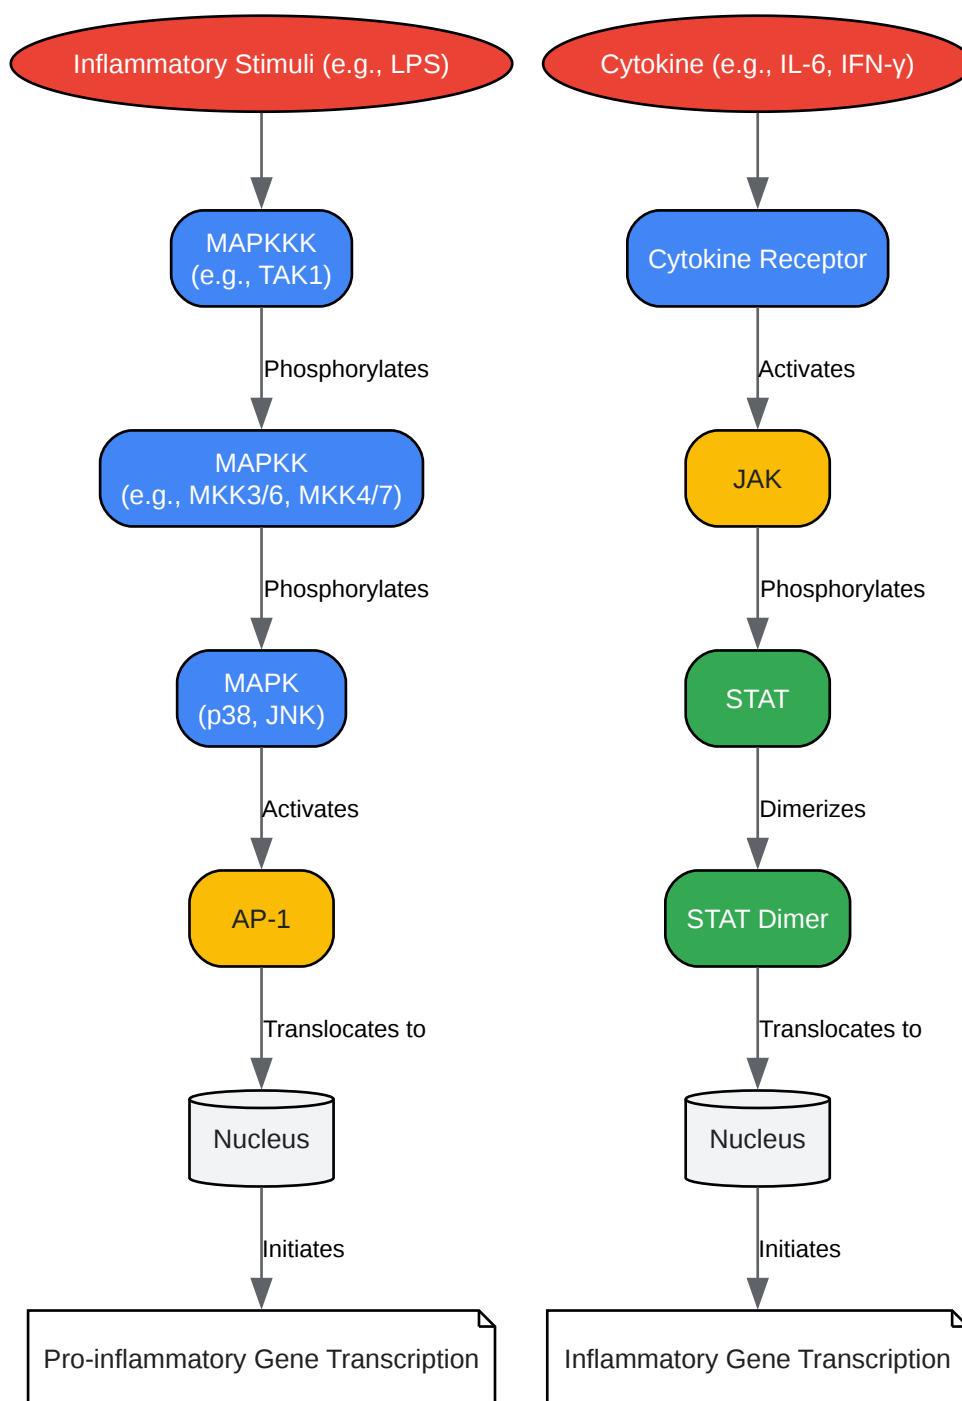 Inflammatory Stimuli (e.g., LPS)
MAPKKK
(e.g., TAK1)
Phosphorylates
MAPKK
(e.g., MKK3/6, MKK4/7)
Phosphorylates
MAPK
(p38, JNK)
Activates
AP-1
Translocates to
Nucleus
Initiates
Pro-inflammatory Gene Transcription
Cytokine (e.g., IL-6, IFN-γ)
Cytokine Receptor
Activates
JAK
Phosphorylates
STAT
Dimerizes
STAT Dimer
Translocates to
Nucleus
Initiates
Inflammatory Gene Transcription